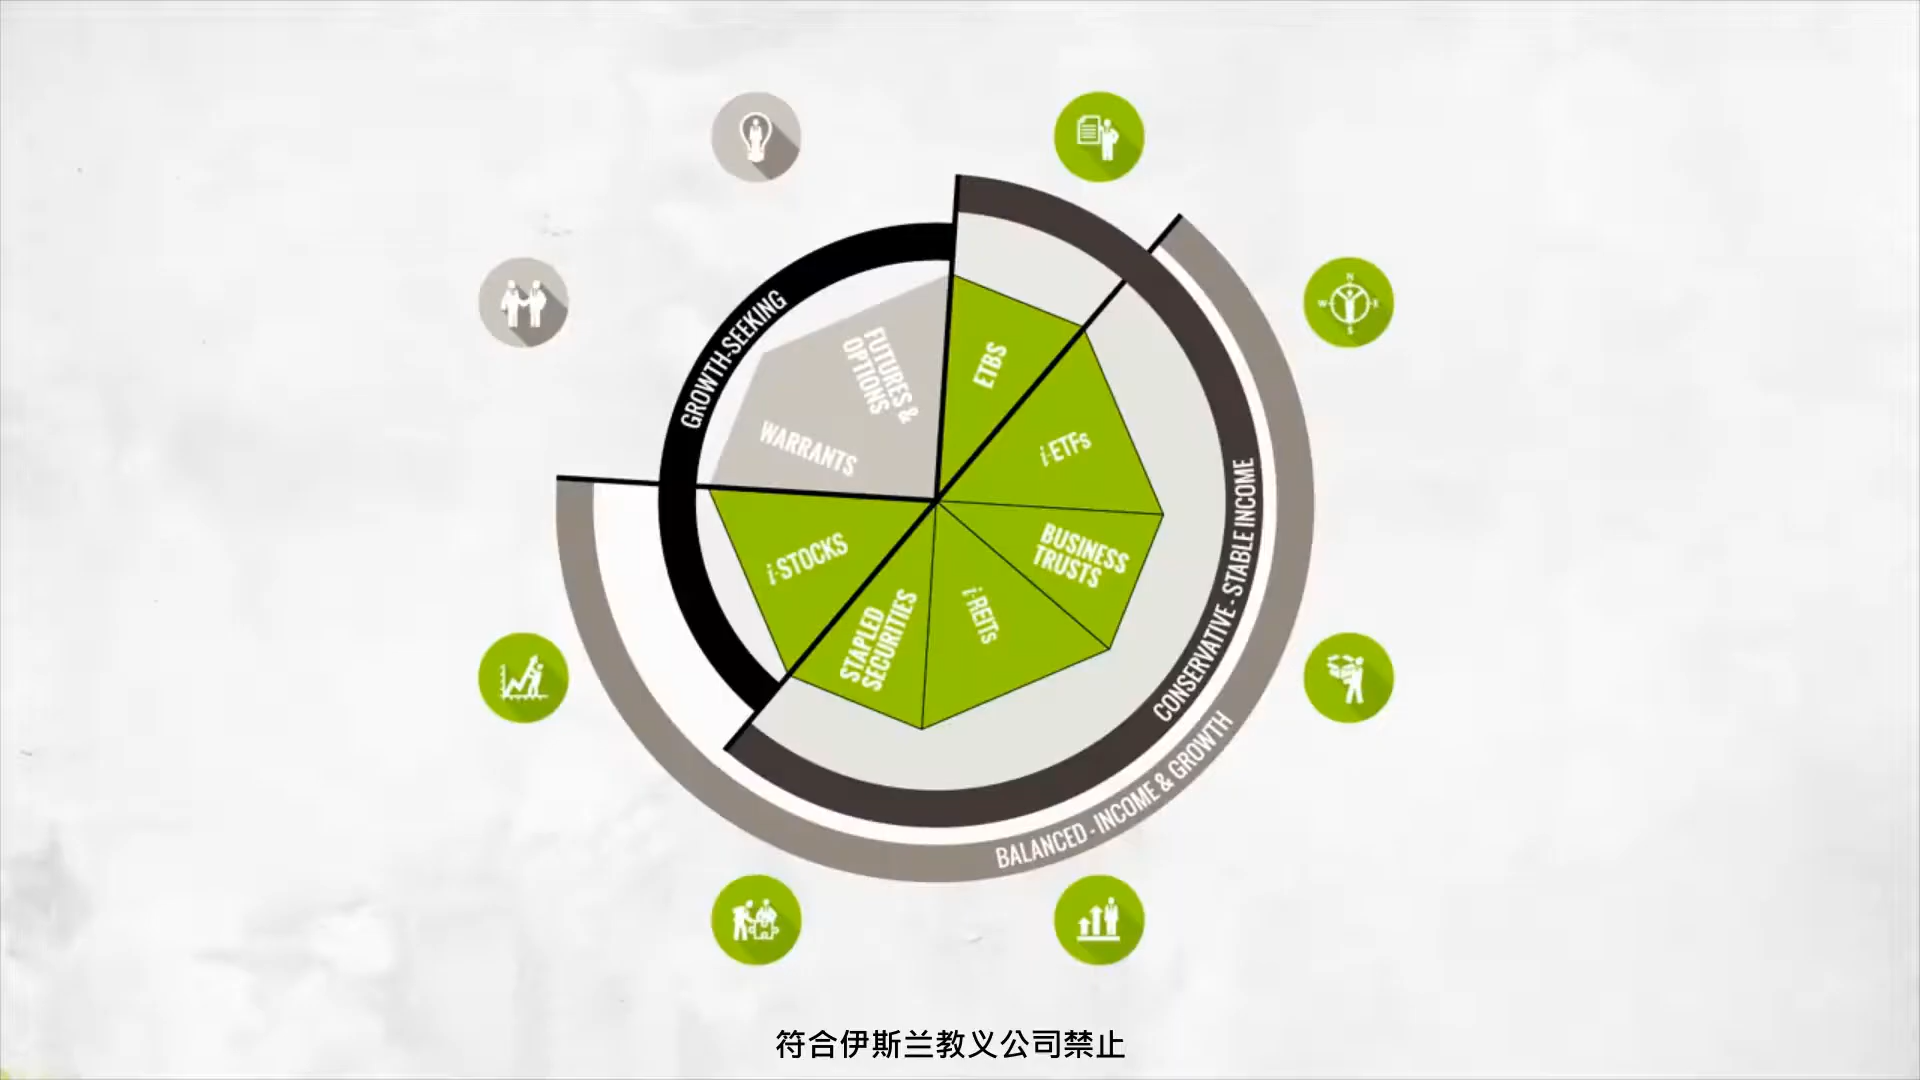 GROWTH-SEEKING
FUTURES &
OPTIONS
WARRANTS
ETBS
i-ETFs
BUSINESS
TRUSTS
i-REITs
STAPLED
SECURITIES
i-STOCKS
CONSERVATIVE - STABLE INCOME
BALANCED - INCOME & GROWTH
N
W
E
S
符合伊斯兰教义公司禁止